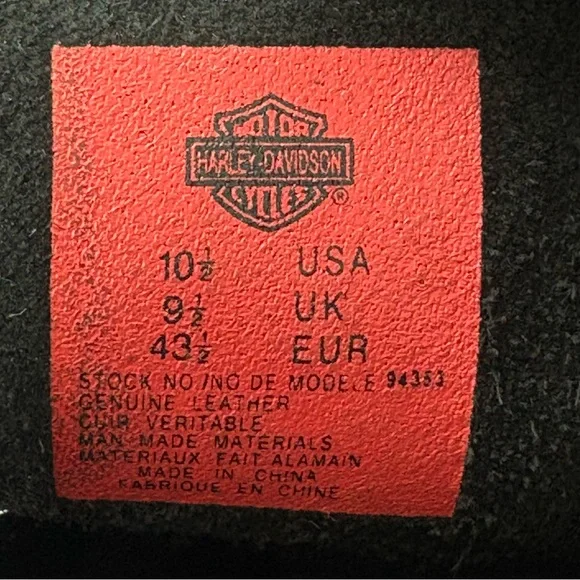 MOTOR
HARLEY-DAVIDSON
CYCLES ®
10½ USA
9½ UK
43½ EUR
STOCK NO /NO DE MODELE 94353
GENUINE LEATHER
CUIR VERITABLE
MAN MADE MATERIALS
MATERIAUX FAIT ALAMAIN
MADE IN CHINA
FABRIQUE EN CHINE